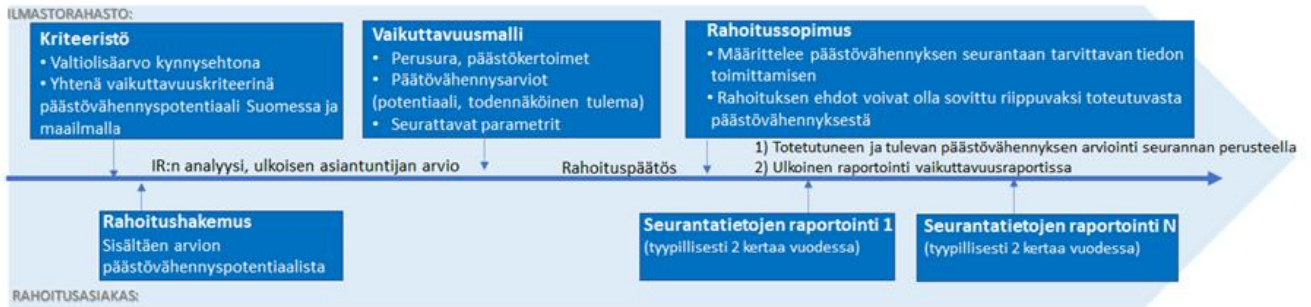 ILMASTORAHASTO:
Kriteeristö
• Valtiolisäarvo kynnysehtona
• Yhtenä vaikuttavuuskriteerinä
päästövähennyspotentiaali Suomessa ja
maailmalla
Vaikuttavuusmalli
• Perusura, päästökertoimet
• Päätövähennysarviot
(potentiaali, todennäköinen tulema)
• Seurattavat parametrit
Rahoitussopimus
• Määrittelee päästövähennyksen seurantaan tarvittavan tiedon
toimittamisen
• Rahoituksen ehdot voivat olla sovittu riippuvaksi toteutuvasta
päästövähennyksestä
IR:n analyysi, ulkoisen asiantuntijan arvio
Rahoituspäätös
1) Totetutuneen ja tulevan päästövähennyksen arviointi seurannan perusteella
2) Ulkoinen raportointi vaikuttavuusraportissa
Rahoitushakemus
Sisältäen arvion
päästövähennyspotentiaalista
Seurantatietojen raportointi 1
(tyypillisesti 2 kertaa vuodessa)
Seurantatietojen raportointi N
(tyypillisesti 2 kertaa vuodessa)
RAHOITUSASIAKAS: